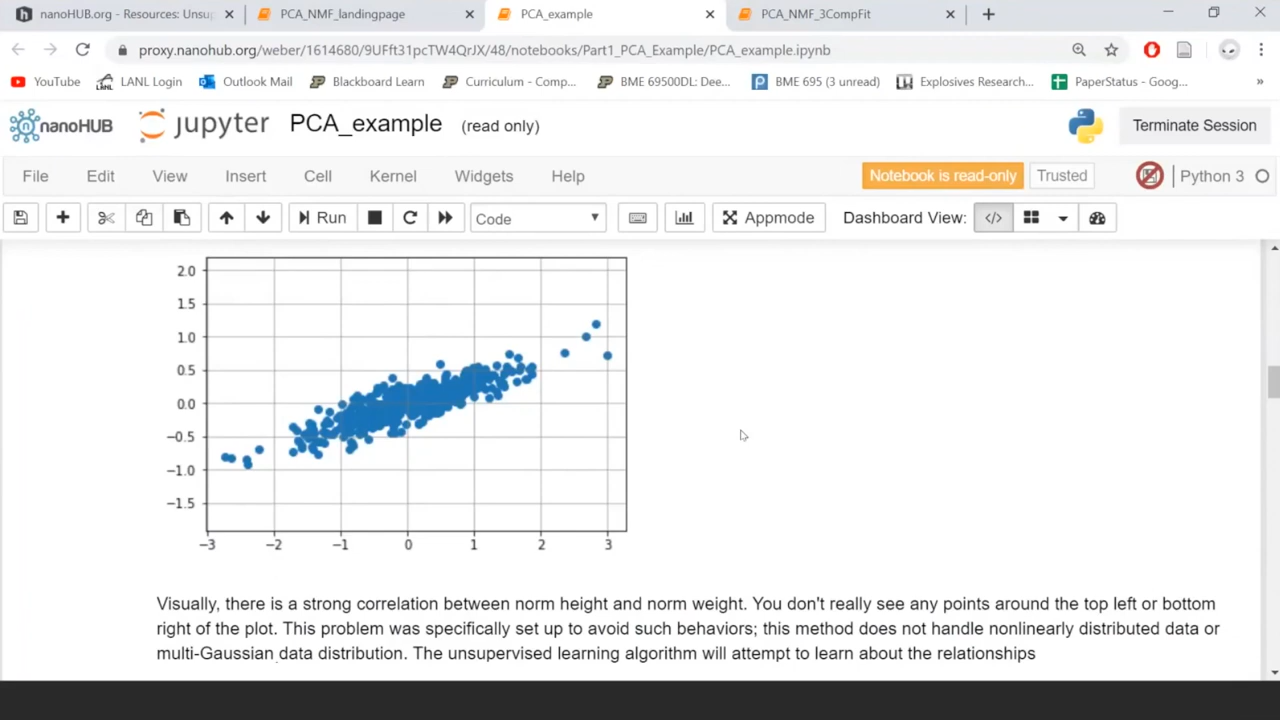 nanoHUB.org - Resources: Unsu
PCA_NMF_landingpage
PCA_example
PCA_NMF_3CompFit
proxy.nanohub.org/weber/1614680/9UFft31pcTW4QrJX/48/notebooks/Part1_PCA_Example/PCA_example.ipynb
YouTube
LANL Login
Outlook Mail
Blackboard Learn
Curriculum - Comp...
BME 69500DL: Dee...
BME 695 (3 unread)
Explosives Research...
PaperStatus - Goog...
»
nanoHUB
jupyter
PCA_example (read only)
Terminate Session
File Edit View Insert Cell Kernel Widgets Help
Notebook is read-only
Trusted
Python 3
Run
Code
Appmode
Dashboard View:
2.0
1.5
1.0
0.5
0.0
−0.5
−1.0
−1.5
−3 −2 −1 0 1 2 3
Visually, there is a strong correlation between norm height and norm weight. You don't really see any points around the top left or bottom
right of the plot. This problem was specifically set up to avoid such behaviors; this method does not handle nonlinearly distributed data or
multi-Gaussian data distribution. The unsupervised learning algorithm will attempt to learn about the relationships